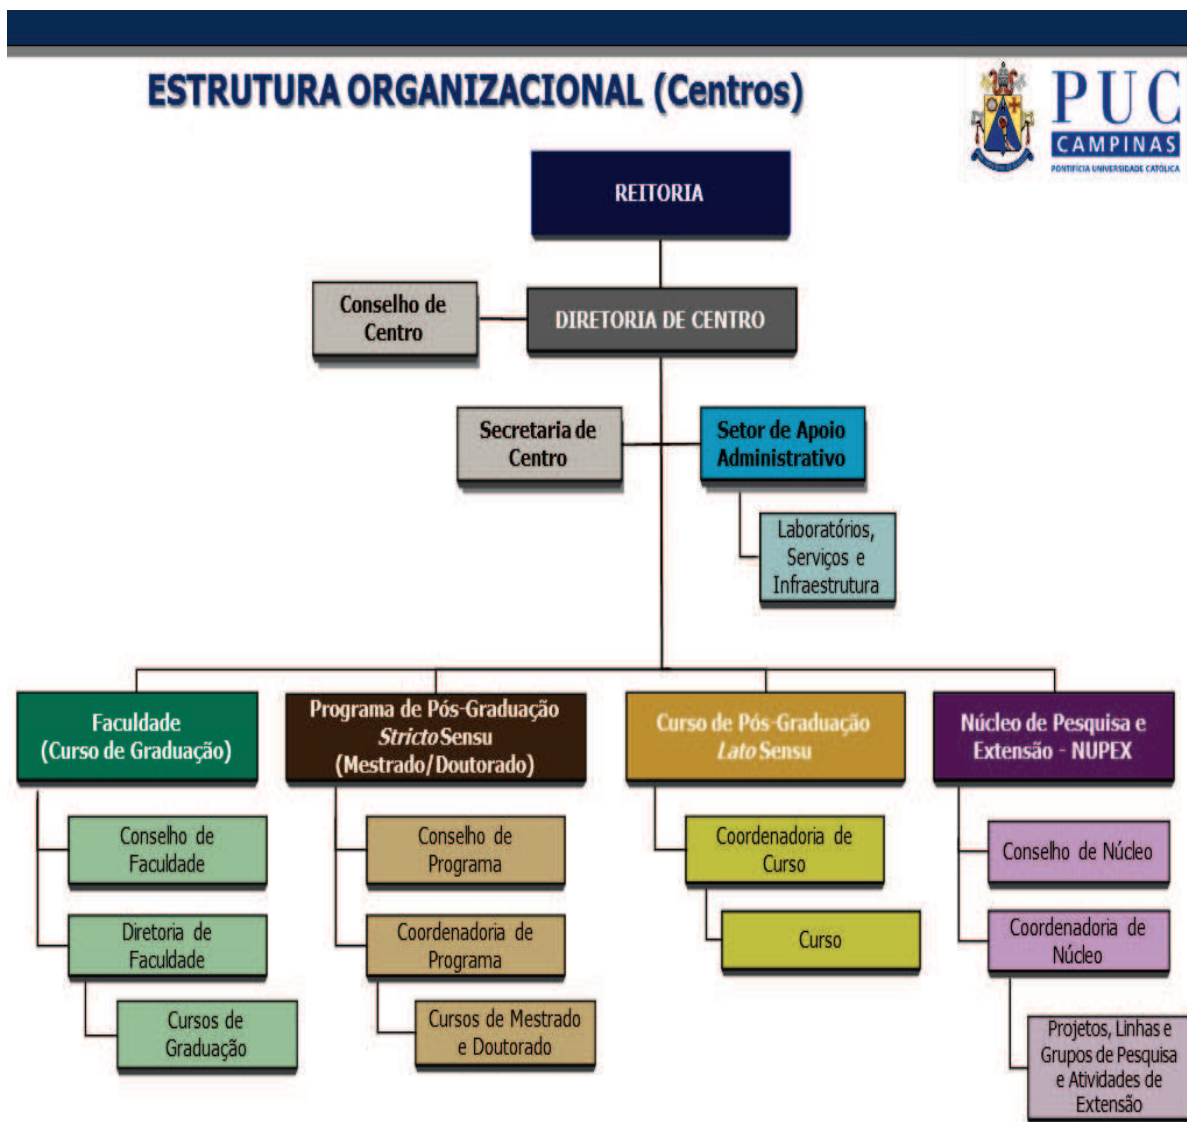 ESTRUTURA ORGANIZACIONAL (Centros)
PUC
CAMPINAS
PONTIFÍCIA UNIVERSIDADE CATÓLICA
REITORIA
Conselho de
Centro
DIRETORIA DE CENTRO
Secretaria de
Centro
Setor de Apoio
Administrativo
Laboratórios,
Serviços e
Infraestrutura
Faculdade
(Curso de Graduação)
Conselho de
Faculdade
Diretoria de
Faculdade
Cursos de
Graduação
Programa de Pós-Graduação
Stricto Sensu
(Mestrado/Doutorado)
Conselho de
Programa
Coordenadoria de
Programa
Cursos de Mestrado
e Doutorado
Curso de Pós-Graduação
Lato Sensu
Coordenadoria de
Curso
Curso
Núcleo de Pesquisa e
Extensão - NUPEX
Conselho de Núcleo
Coordenadoria de
Núcleo
Projetos, Linhas e
Grupos de Pesquisa
e Atividades de
Extensão